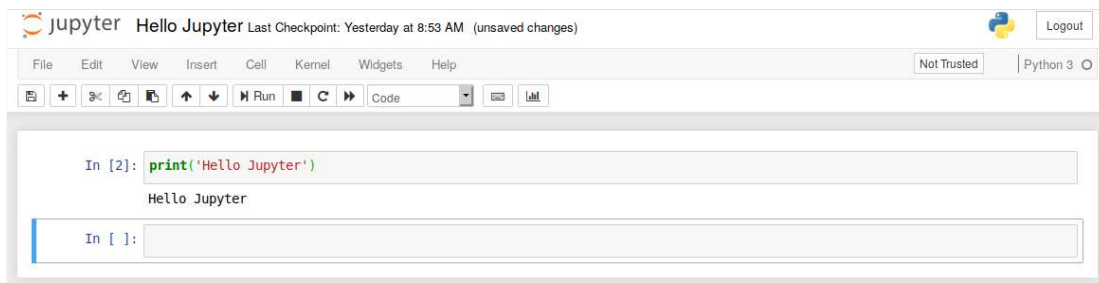 jupyter Hello Jupyter Last Checkpoint: Yesterday at 8:53 AM (unsaved changes) Logout
File Edit View Insert Cell Kernel Widgets Help Not Trusted Python 3
Run Code
In [2]: print('Hello Jupyter')
Hello Jupyter
In [ ]: